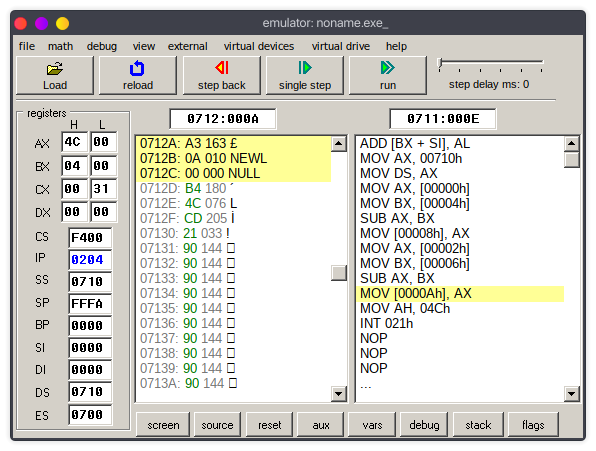 emulator: noname.exe_
file math debug view external virtual devices virtual drive help
Load reload step back single step run step delay ms: 0
registers
H L
AX 4C 00
BX 04 00
CX 00 31
DX 00 00
CS F400
IP 0204
SS 0710
SP FFFA
BP 0000
SI 0000
DI 0000
DS 0710
ES 0700
0712:000A
0712A: A3 163 £
0712B: 0A 010 NEWL
0712C: 00 000 NULL
0712D: B4 180 ´
0712E: 4C 076 L
0712F: CD 205 Í
07130: 21 033 !
07131: 90 144 □
07132: 90 144 □
07133: 90 144 □
07134: 90 144 □
07135: 90 144 □
07136: 90 144 □
07137: 90 144 □
07138: 90 144 □
07139: 90 144 □
0713A: 90 144 □
0711:000E
ADD [BX + SI], AL
MOV AX, 00710h
MOV DS, AX
MOV AX, [00000h]
MOV BX, [00004h]
SUB AX, BX
MOV [00008h], AX
MOV AX, [00002h]
MOV BX, [00006h]
SUB AX, BX
MOV [0000Ah], AX
MOV AH, 04Ch
INT 021h
NOP
NOP
NOP
...
screen source reset aux vars debug stack flags